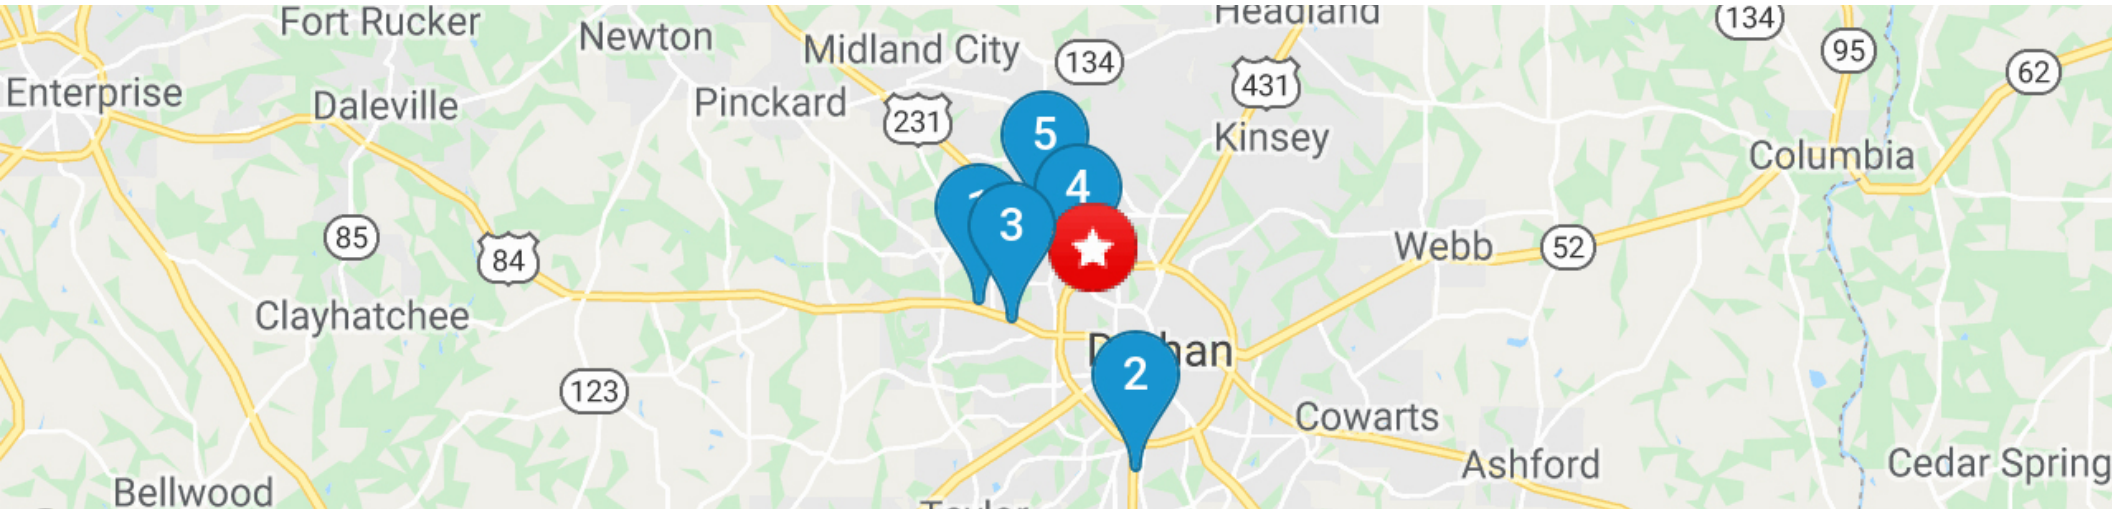 Fort Rucker
Newton
Midland City
134
Headland
134
95
62
Enterprise
Daleville
Pinckard
231
431
Kinsey
Columbia
5
4
3
85
84
Webb
52
Clayhatchee
2
123
Cowarts
Ashford
Cedar Spring
Bellwood